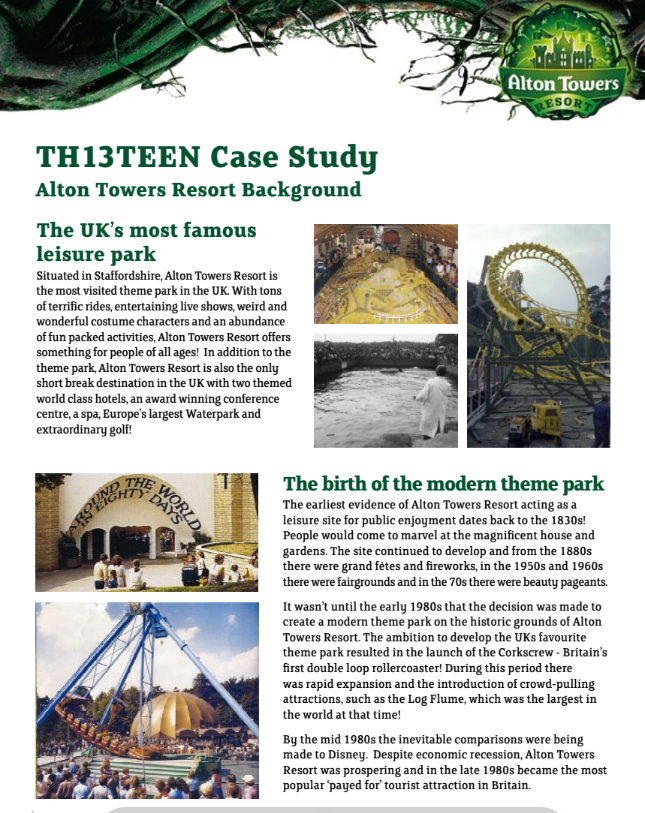 Alton Towers
RESORT
TH13TEEN Case Study
Alton Towers Resort Background
The UK's most famous
leisure park
Situated in Staffordshire, Alton Towers Resort is
the most visited theme park in the UK. With tons
of terrific rides, entertaining live shows, weird and
wonderful costume characters and an abundance
of fun packed activities, Alton Towers Resort offers
something for people of all ages! In addition to the
theme park, Alton Towers Resort is also the only
short break destination in the UK with two themed
world class hotels, an award winning conference
centre, a spa, Europe's largest Waterpark and
extraordinary golf!
AROUND THE WORLD
IN EIGHTY DAYS
The birth of the modern theme park
The earliest evidence of Alton Towers Resort acting as a
leisure site for public enjoyment dates back to the 1830s!
People would come to marvel at the magnificent house and
gardens. The site continued to develop and from the 1880s
there were grand fêtes and fireworks, in the 1950s and 1960s
there were fairgrounds and in the 70s there were beauty pageants.
It wasn't until the early 1980s that the decision was made to
create a modern theme park on the historic grounds of Alton
Towers Resort. The ambition to develop the UKs favourite
theme park resulted in the launch of the Corkscrew - Britain's
first double loop rollercoaster! During this period there
was rapid expansion and the introduction of crowd-pulling
attractions, such as the Log Flume, which was the largest in
the world at that time!
By the mid 1980s the inevitable comparisons were being
made to Disney. Despite economic recession, Alton Towers
Resort was prospering and in the late 1980s became the most
popular 'payed for' tourist attraction in Britain.